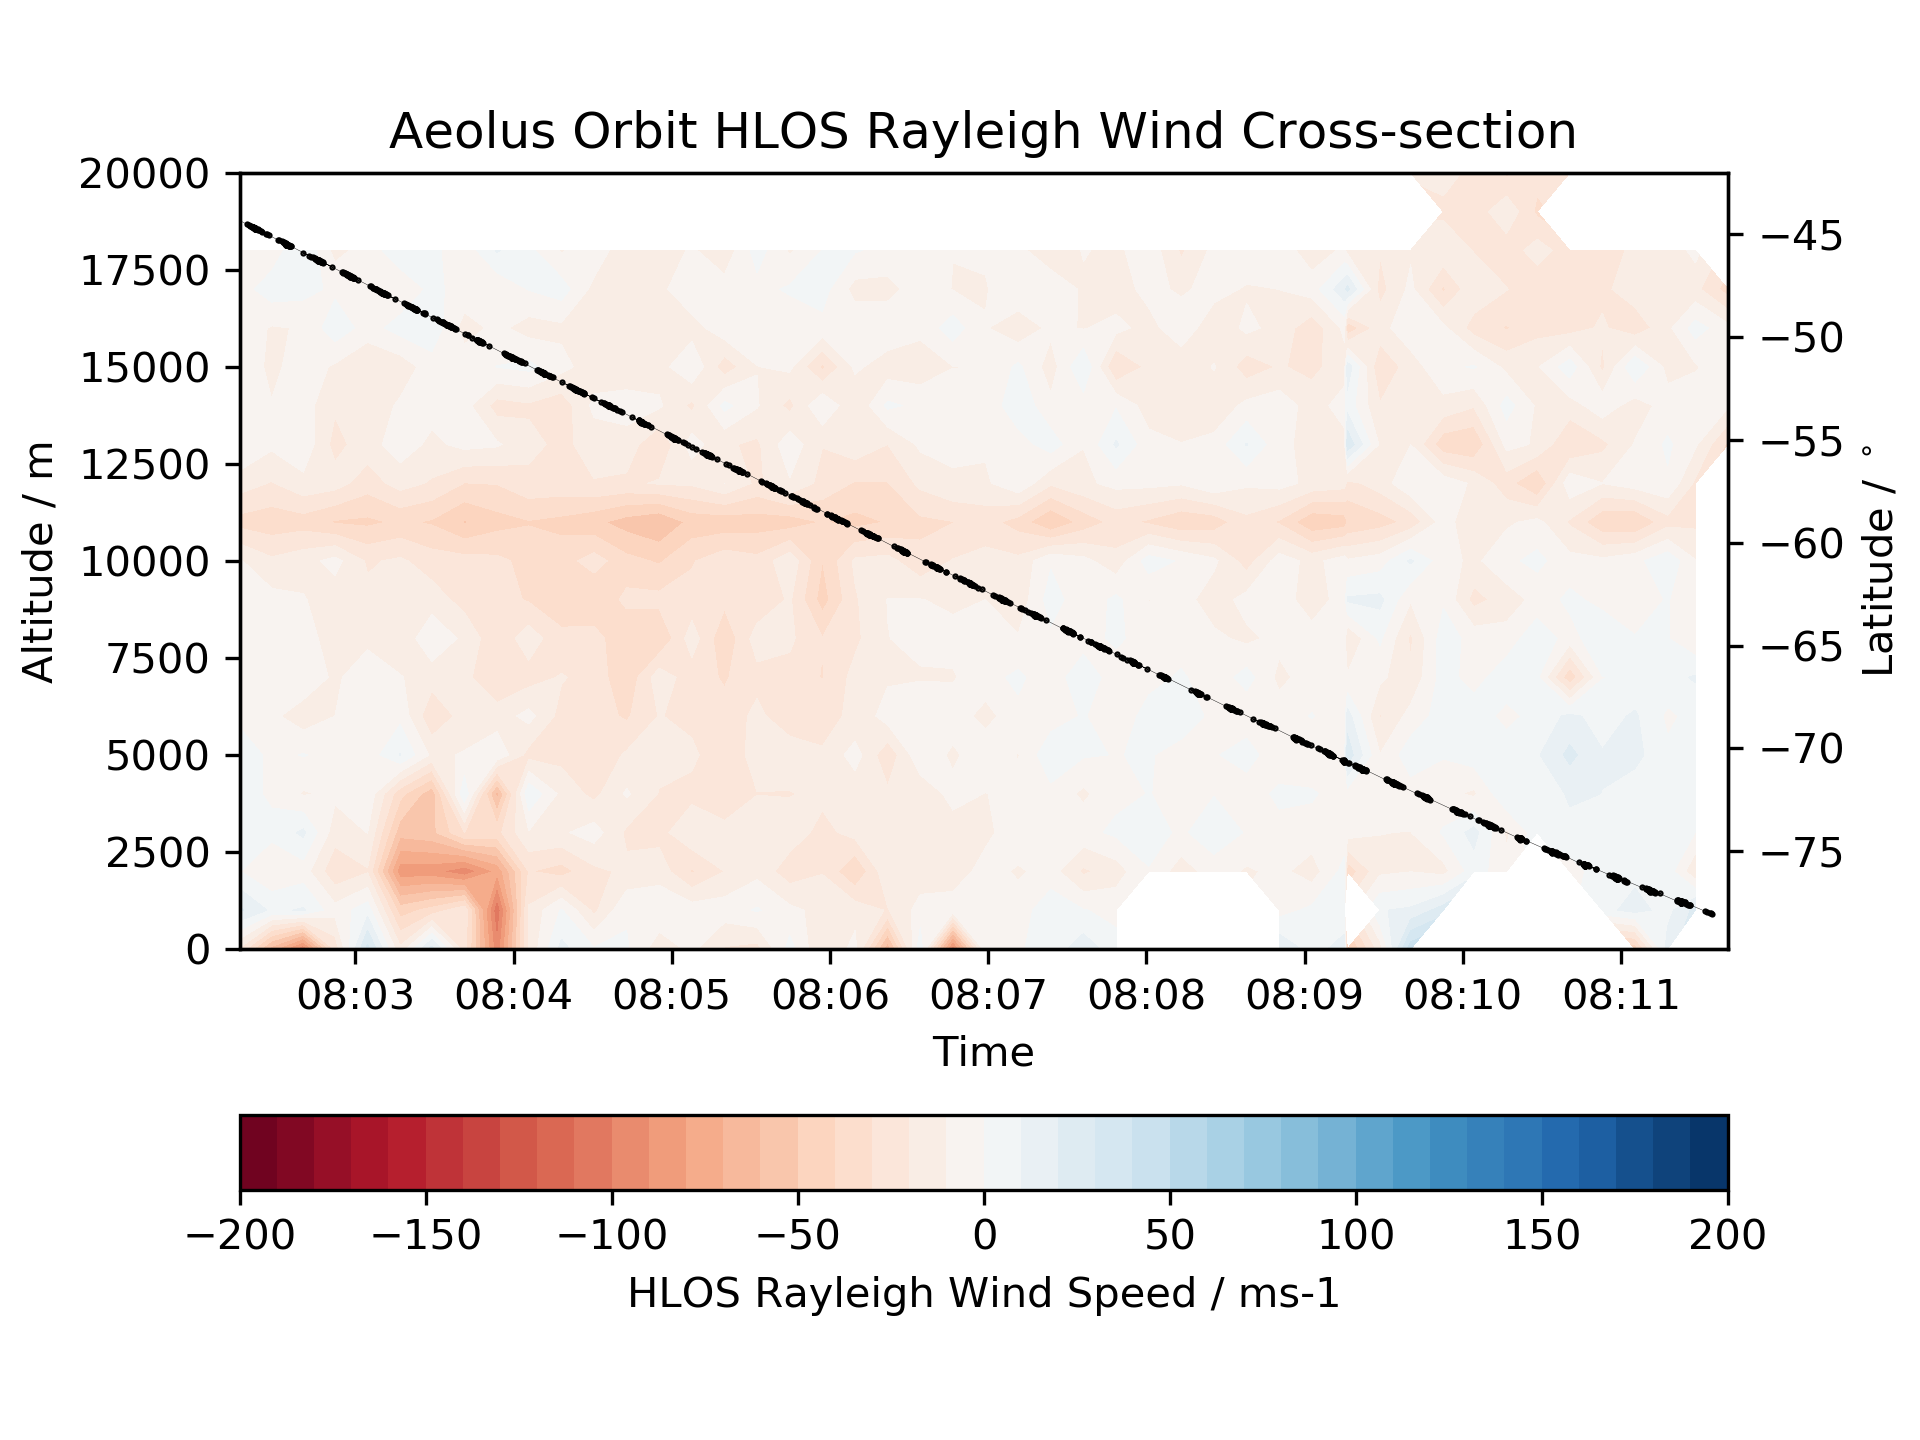 Aeolus Orbit HLOS Rayleigh Wind Cross-section
20000
17500
15000
12500
10000
7500
5000
2500
0
Altitude / m
−45
−50
−55
−60
−65
−70
−75
Latitude / °
08:03 08:04 08:05 08:06 08:07 08:08 08:09 08:10 08:11
Time
−200 −150 −100 −50 0 50 100 150 200
HLOS Rayleigh Wind Speed / ms-1